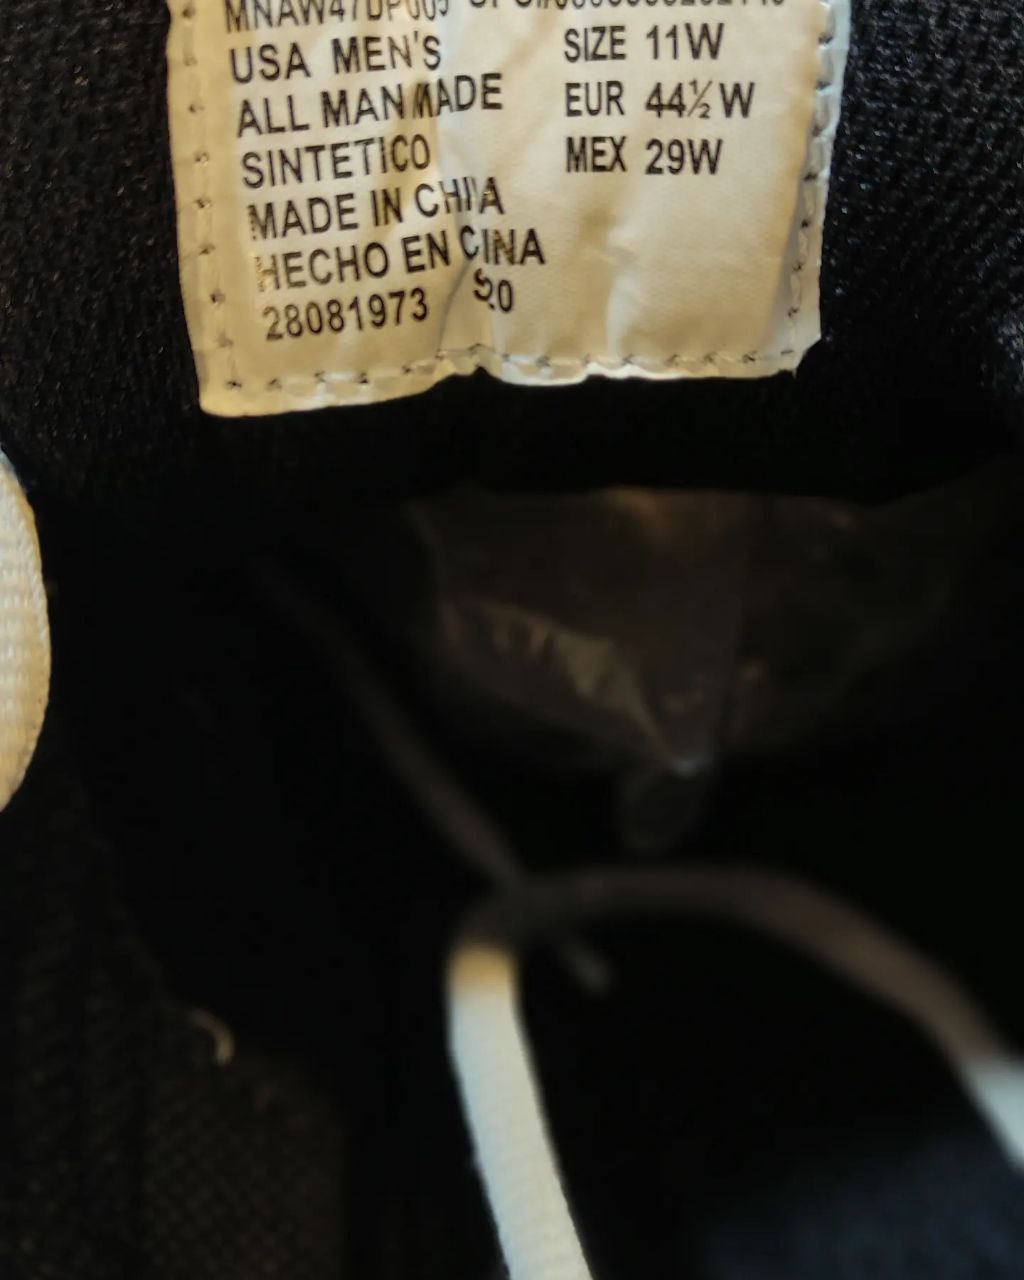 USA MEN'S SIZE 11W
ALL MAN MADE EUR 44½ W
SINTETICO MEX 29W
MADE IN CHINA
HECHO EN CINA
28081973 S20